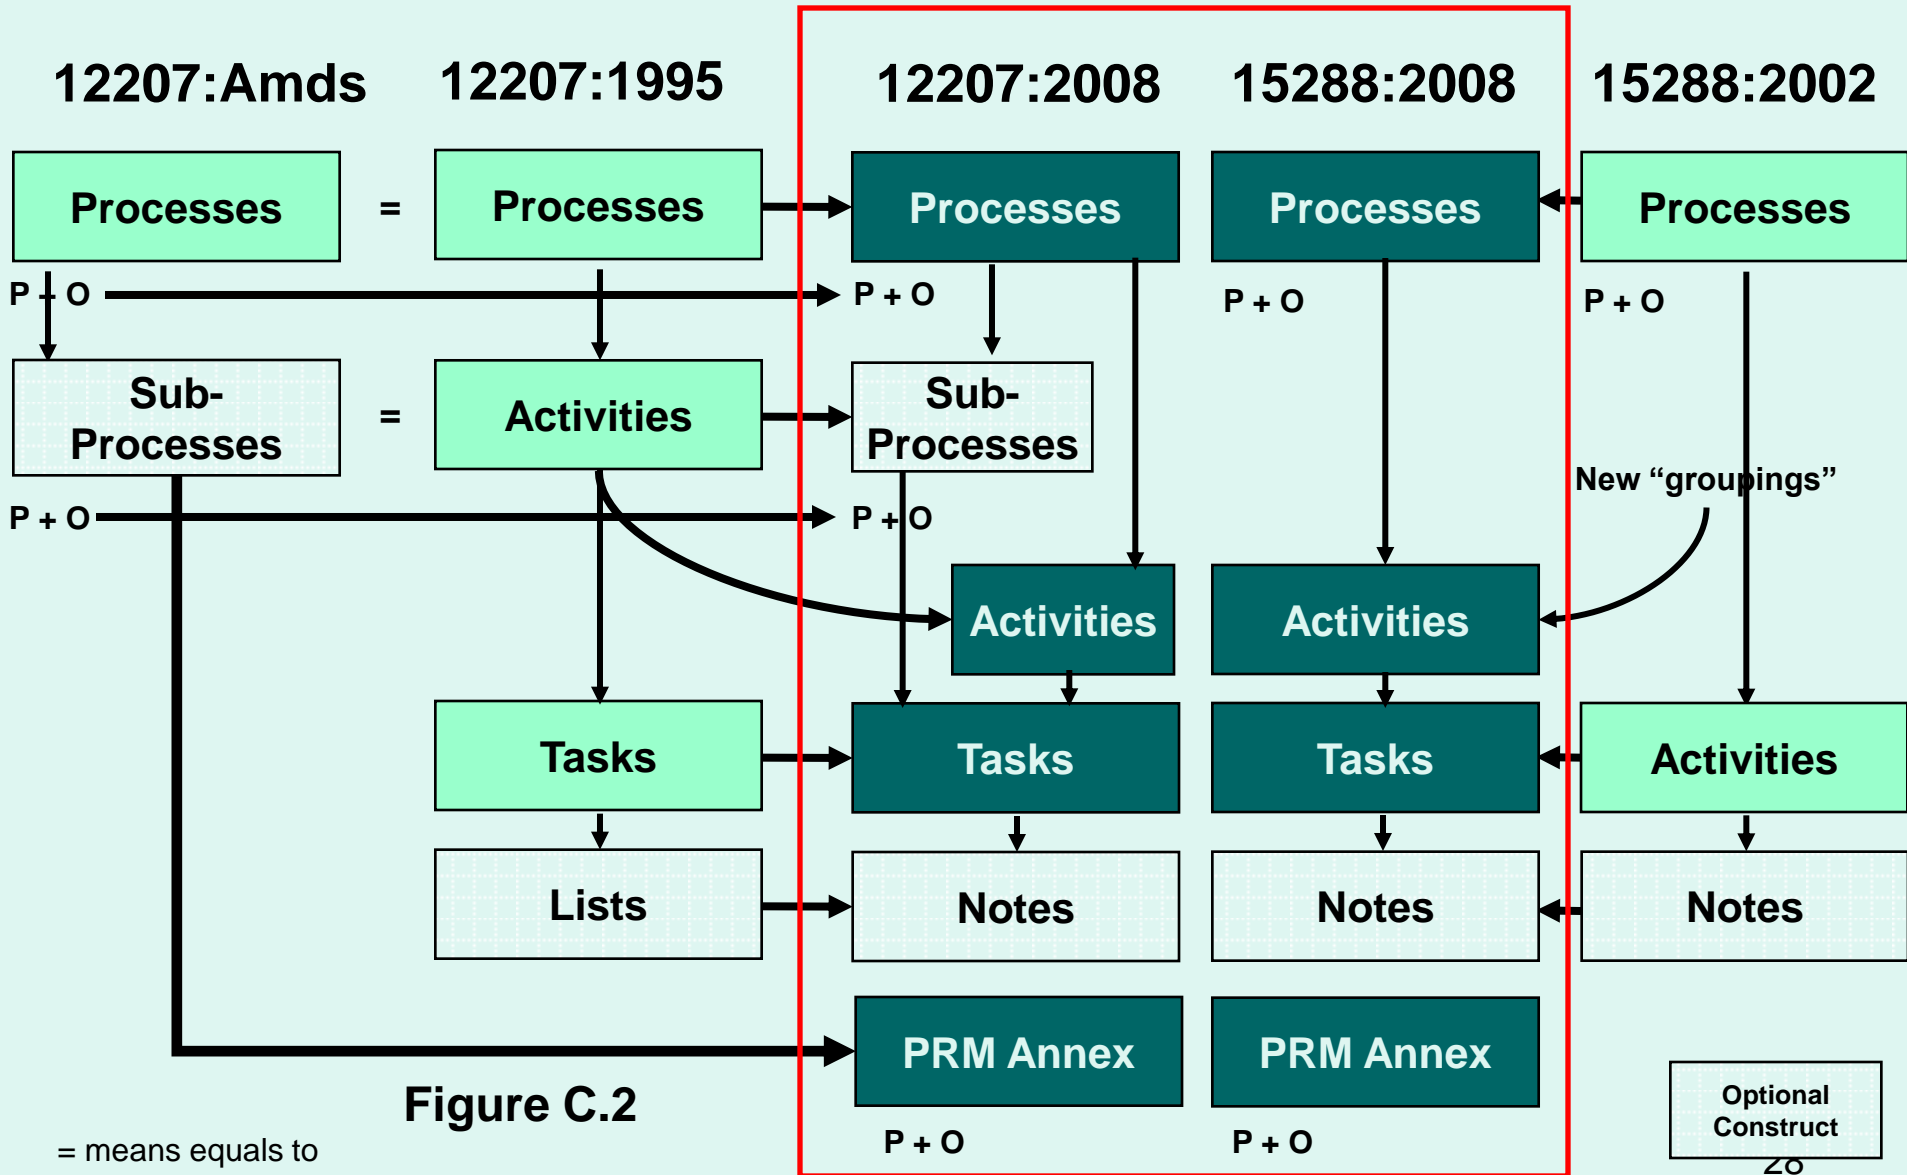 12207:Amds 12207:1995 12207:2008 15288:2008 15288:2002
Processes = Processes Processes Processes Processes
P + O P + O P + O P + O
Sub-
Processes = Activities Sub-
Processes
New “groupings”
P + O P + O
Activities Activities
Tasks Tasks Tasks Activities
Lists Notes Notes Notes
PRM Annex PRM Annex
Figure C.2
Optional
Construct
P + O P + O
= means equals to
28